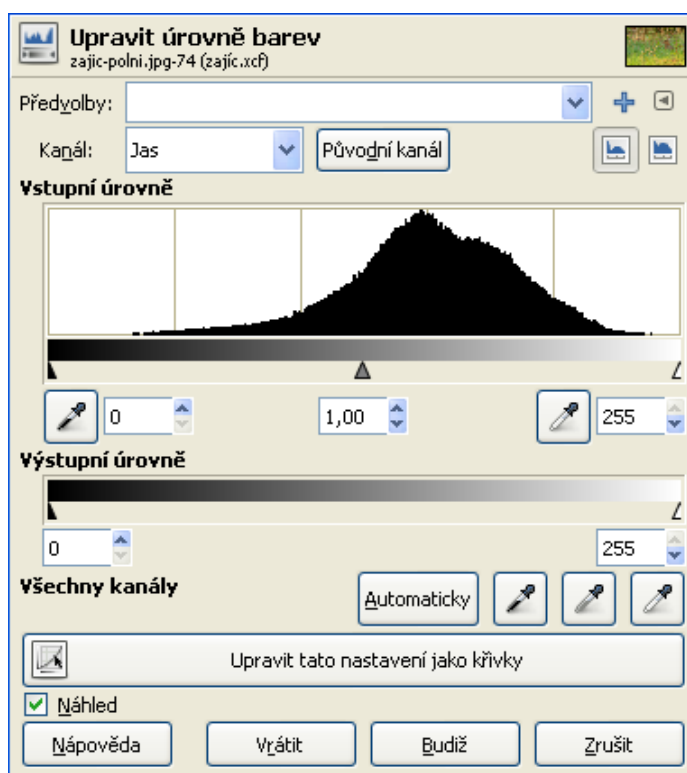 Upravit úrovně barev
zajic-polni.jpg-74 (zajíc.xcf)
Předvolby:
Kanál: Jas Původní kanál
Vstupní úrovně
0 1,00 255
Výstupní úrovně
0 255
Všechny kanály Automaticky
Upravit tato nastavení jako křivky
Náhled
Nápověda Vrátit Budiž Zrušit